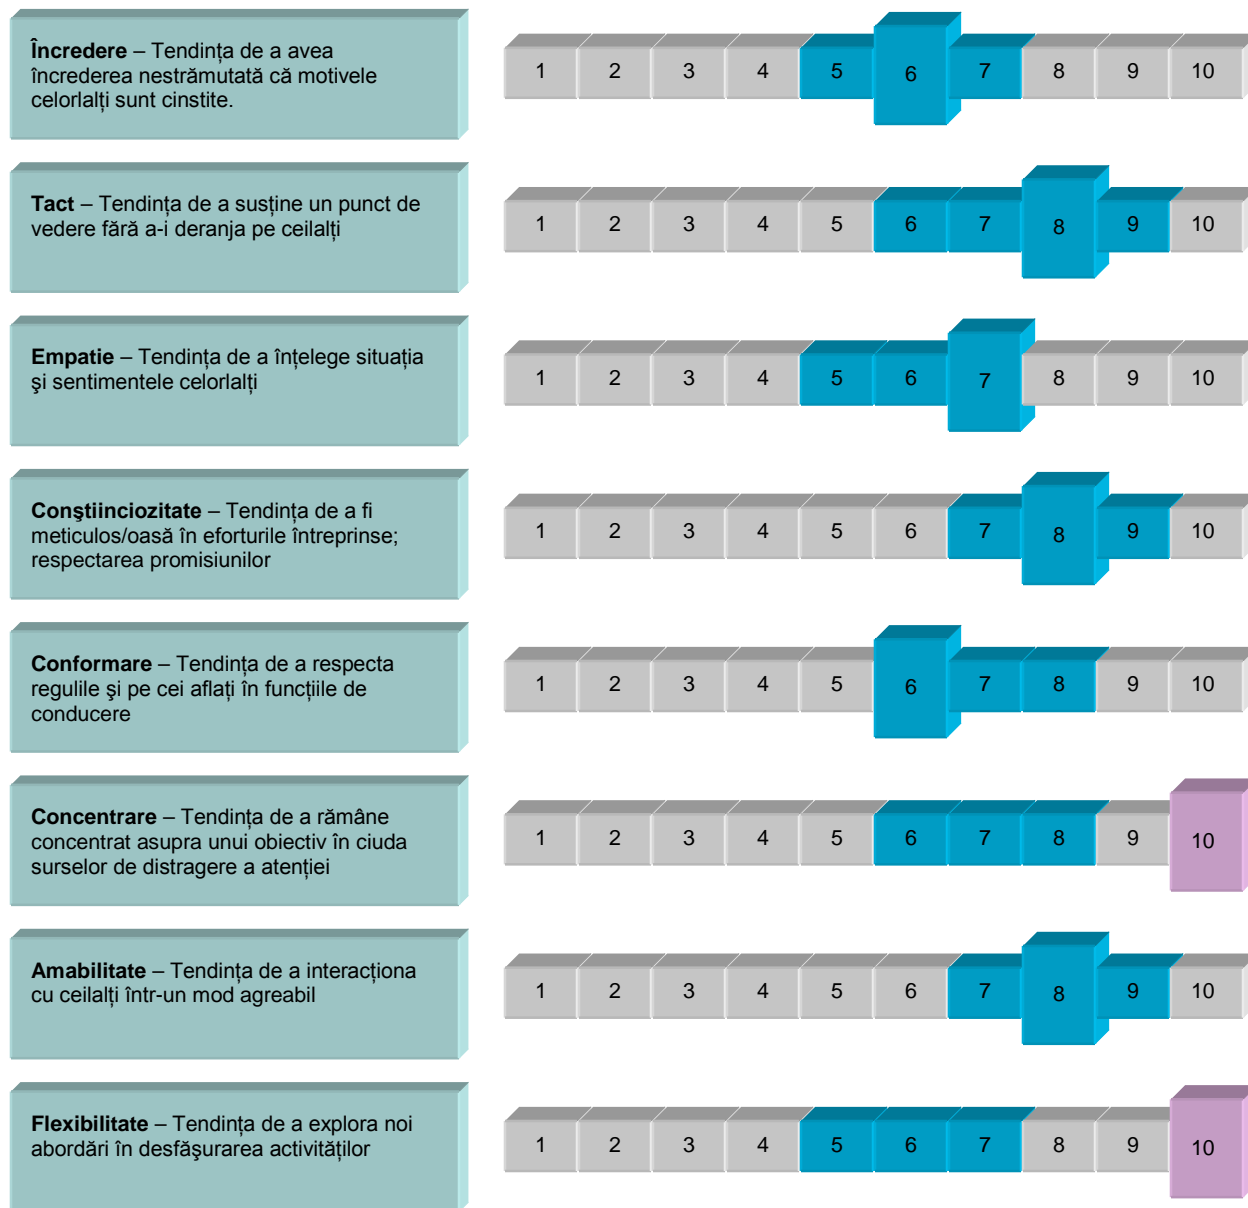 Încredere – Tendința de a avea
încrederea nestrămutată că motivele
celorlalți sunt cinstite.
1 2 3 4 5 6 7 8 9 10
Tact – Tendința de a susține un punct de
vedere fără a-i deranja pe ceilalți
1 2 3 4 5 6 7 8 9 10
Empatie – Tendința de a înțelege situația
şi sentimentele celorlalți
1 2 3 4 5 6 7 8 9 10
Conştiinciozitate – Tendința de a fi
meticulos/oasă în eforturile întreprinse;
respectarea promisiunilor
1 2 3 4 5 6 7 8 9 10
Conformare – Tendința de a respecta
regulile şi pe cei aflați în funcțiile de
conducere
1 2 3 4 5 6 7 8 9 10
Concentrare – Tendința de a rămâne
concentrat asupra unui obiectiv în ciuda
surselor de distragere a atenției
1 2 3 4 5 6 7 8 9 10
Amabilitate – Tendința de a interacționa
cu ceilalți într-un mod agreabil
1 2 3 4 5 6 7 8 9 10
Flexibilitate – Tendința de a explora noi
abordări în desfăşurarea activităților
1 2 3 4 5 6 7 8 9 10